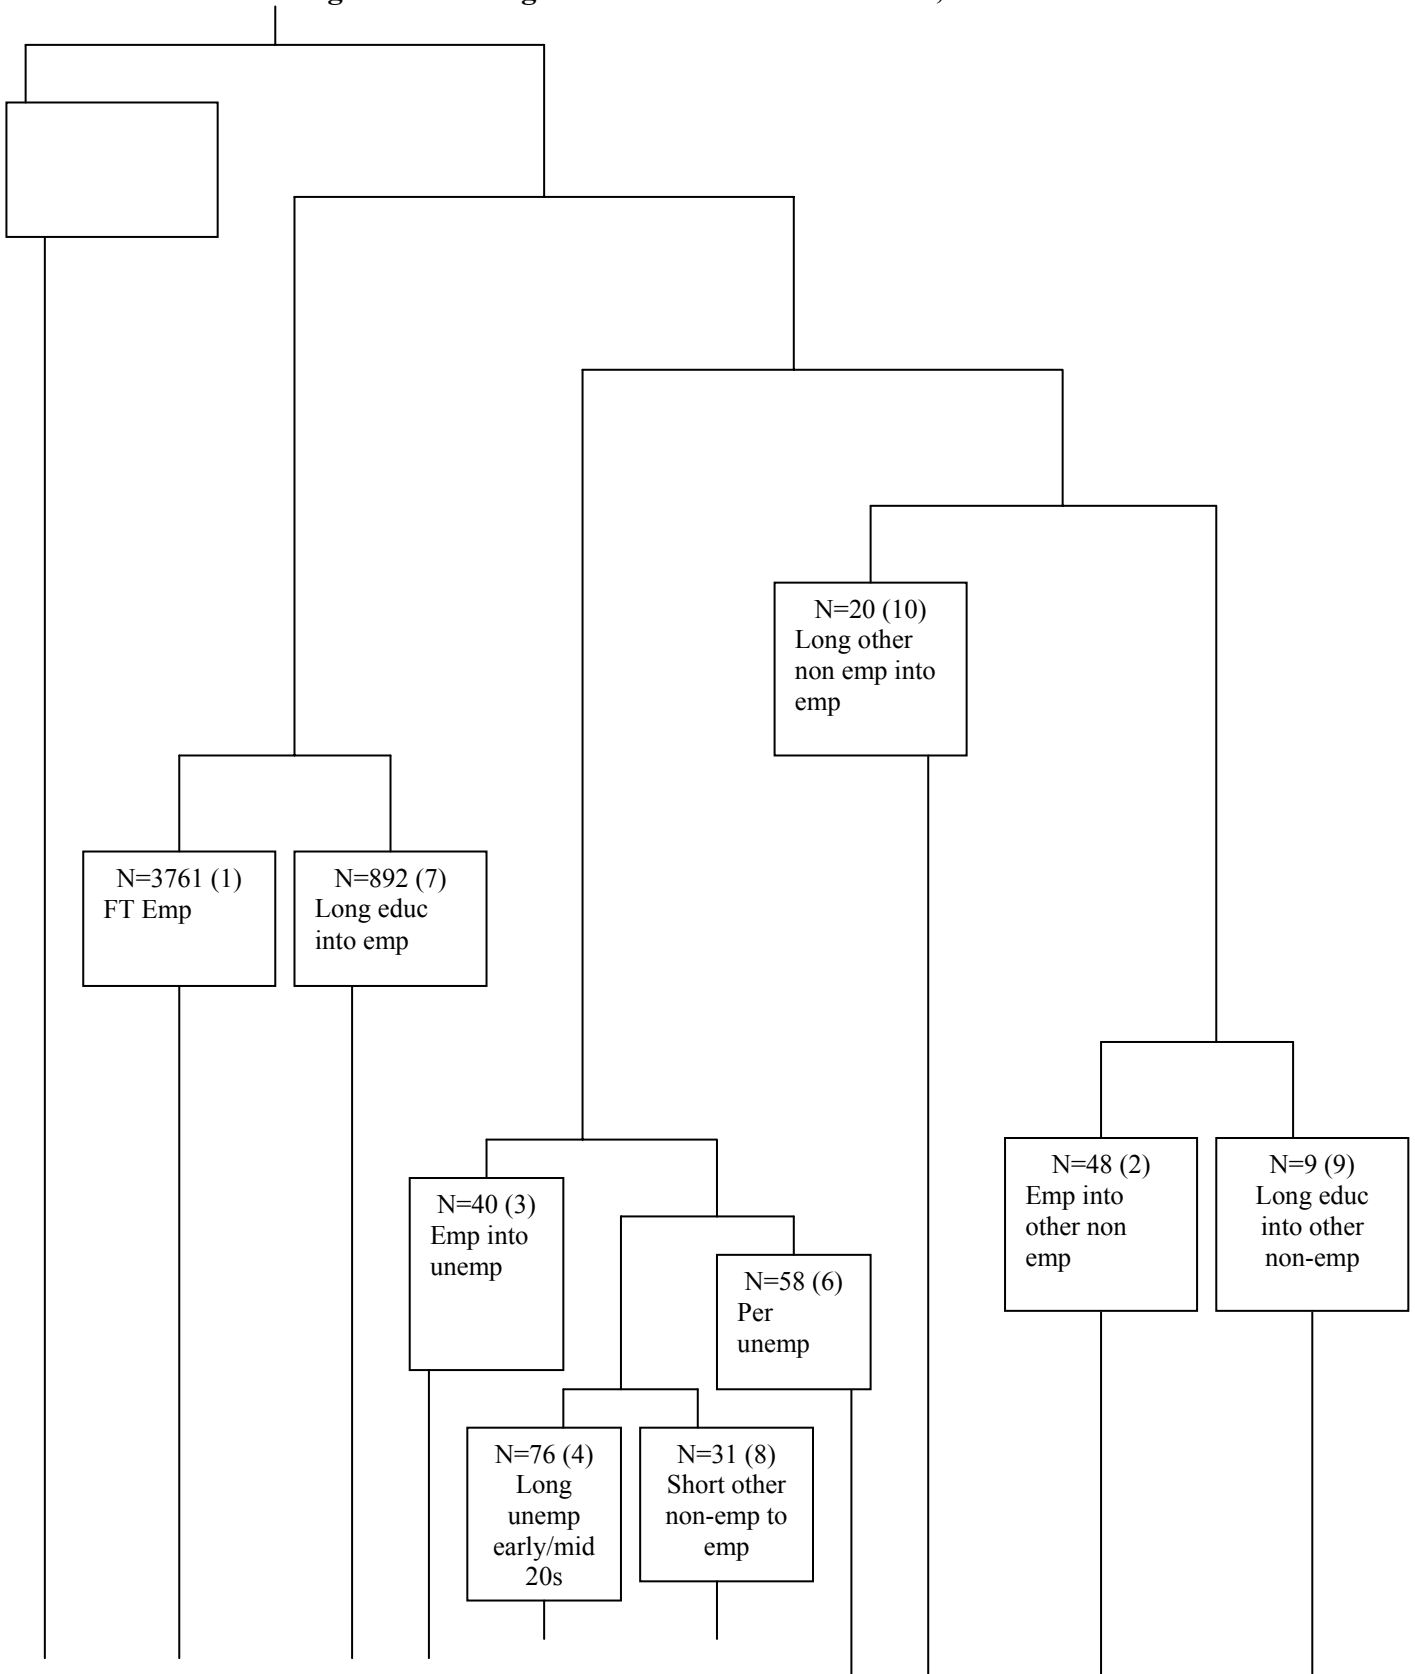 N=20 (10)
Long other
non emp into
emp
N=3761 (1)
FT Emp
N=892 (7)
Long educ
into emp
N=48 (2)
Emp into
other non
emp
N=9 (9)
Long educ
into other
non-emp
N=40 (3)
Emp into
unemp
N=58 (6)
Per
unemp
N=76 (4)
Long
unemp
early/mid
20s
N=31 (8)
Short other
non-emp to
emp